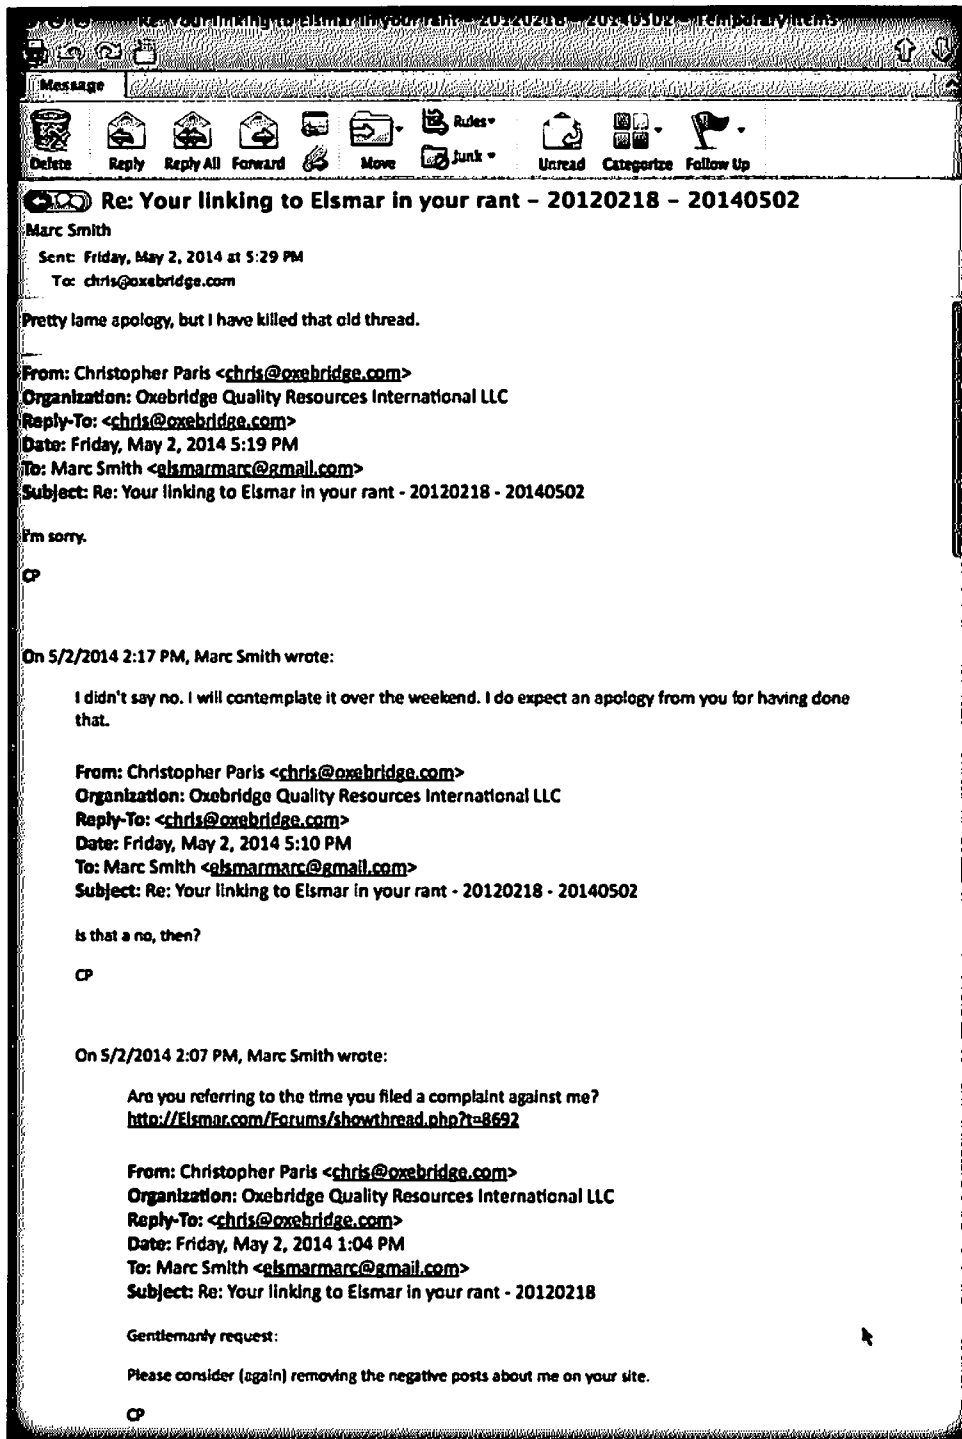 Re: Your linking to Elsmar in your rant – 20120218 – 20140502 – Temporary Items
Message
Delete Reply Reply All Forward Move Rules Junk Unread Categorize Follow Up
Re: Your linking to Elsmar in your rant – 20120218 – 20140502
Marc Smith
Sent: Friday, May 2, 2014 at 5:29 PM
To: chris@oxebridge.com
Pretty lame apology, but I have killed that old thread.
From: Christopher Paris <chris@oxebridge.com>
Organization: Oxebridge Quality Resources International LLC
Reply-To: <chris@oxebridge.com>
Date: Friday, May 2, 2014 5:19 PM
To: Marc Smith <elsmarmarc@gmail.com>
Subject: Re: Your linking to Elsmar in your rant - 20120218 - 20140502
I'm sorry.
CP
On 5/2/2014 2:17 PM, Marc Smith wrote:
I didn't say no. I will contemplate it over the weekend. I do expect an apology from you for having done
that.
From: Christopher Paris <chris@oxebridge.com>
Organization: Oxebridge Quality Resources International LLC
Reply-To: <chris@oxebridge.com>
Date: Friday, May 2, 2014 5:10 PM
To: Marc Smith <elsmarmarc@gmail.com>
Subject: Re: Your linking to Elsmar in your rant - 20120218 - 20140502
Is that a no, then?
CP
On 5/2/2014 2:07 PM, Marc Smith wrote:
Are you referring to the time you filed a complaint against me?
http://Elsmar.com/Forums/showthread.php?t=8692
From: Christopher Paris <chris@oxebridge.com>
Organization: Oxebridge Quality Resources International LLC
Reply-To: <chris@oxebridge.com>
Date: Friday, May 2, 2014 1:04 PM
To: Marc Smith <elsmarmarc@gmail.com>
Subject: Re: Your linking to Elsmar in your rant - 20120218
Gentlemanly request:
Please consider (again) removing the negative posts about me on your site.
CP